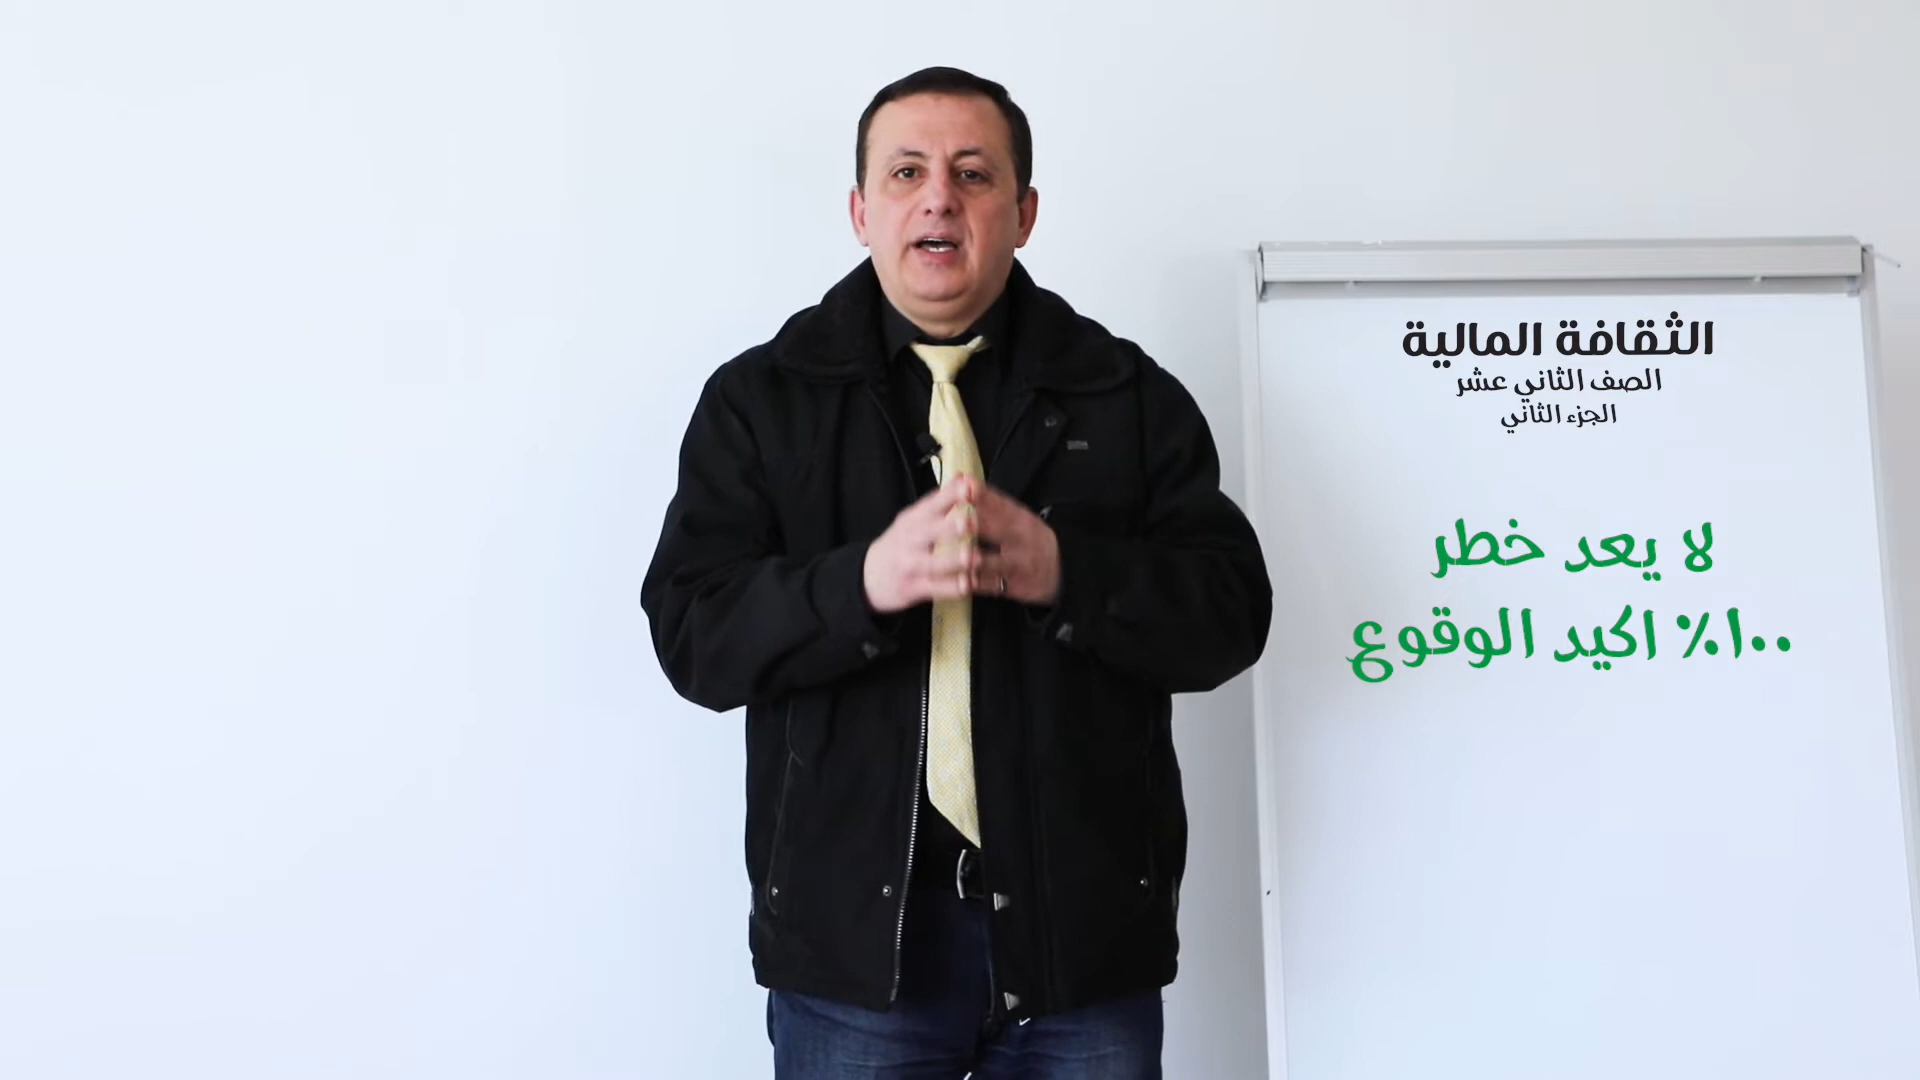 الثقافة المالية
الصف الثاني عشر
الجزء الثاني
لا يعد خطر
١٠٠٪ اكيد الوقوع